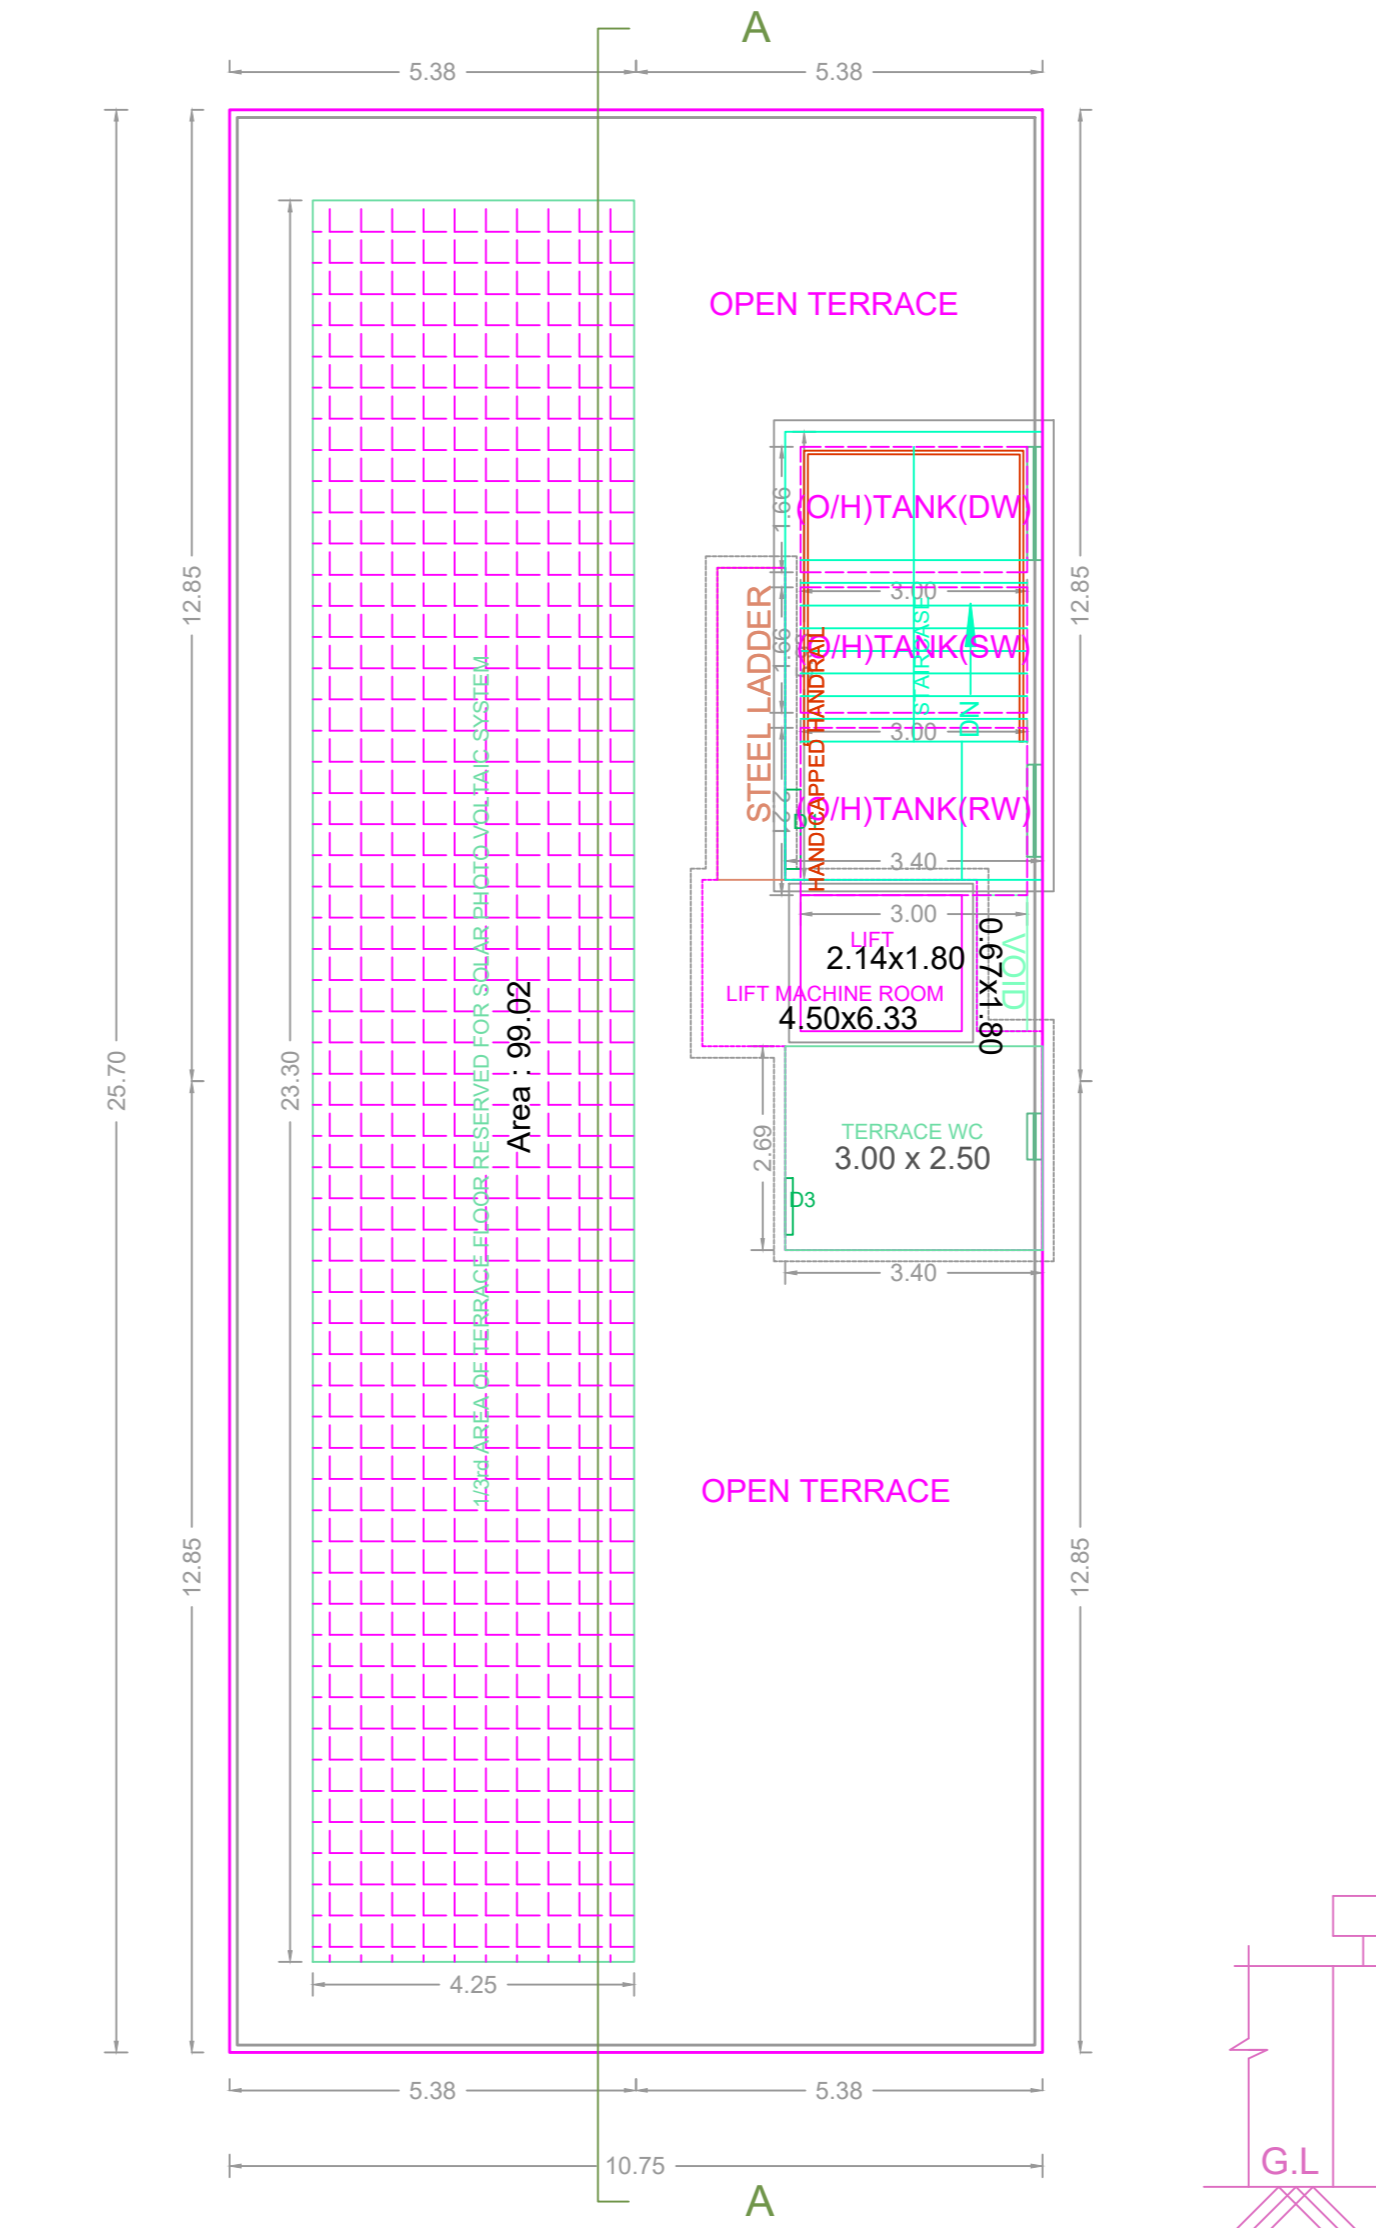 A
5.38
5.38
OPEN TERRACE
1.66
(O/H)TANK(DW)
12.85
12.85
3.00
STEEL LADDER
1.66
(O/H)TANK(SW)
STAIRCASE
HANDICAPPED HANDRAIL
DN
3.00
2.21
D
(O/H)TANK(RW)
3.40
3.00
LIFT
2.14x1.80
0.67x1.80
VOID
LIFT MACHINE ROOM
4.50x6.33
1/3rd AREA OF TERRACE FLOOR RESERVED FOR SOLAR PHOTO VOLTAIC SYSTEM
Area : 99.02
25.70
23.30
2.69
TERRACE WC
3.00 x 2.50
D3
3.40
OPEN TERRACE
12.85
12.85
4.25
5.38
5.38
10.75
A
G.L